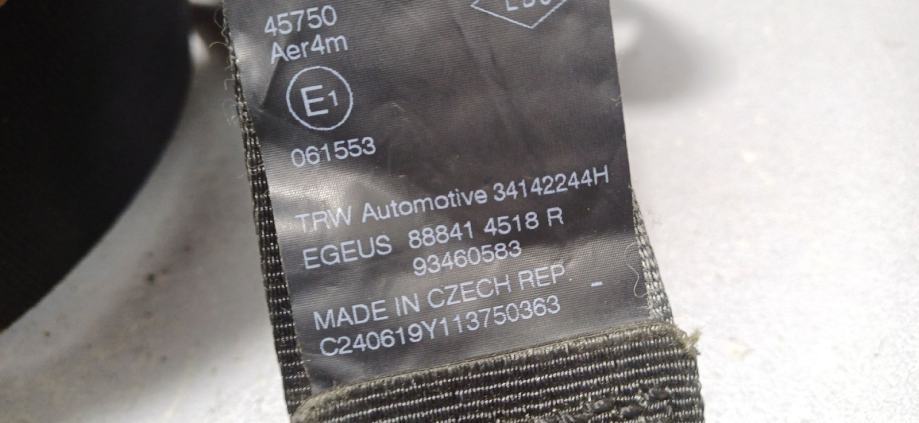 45750
Aer4m
E1
061553
TRW Automotive 34142244H
EGEUS 88841 4518 R
93460583
MADE IN CZECH REP. -
C240619Y113750363